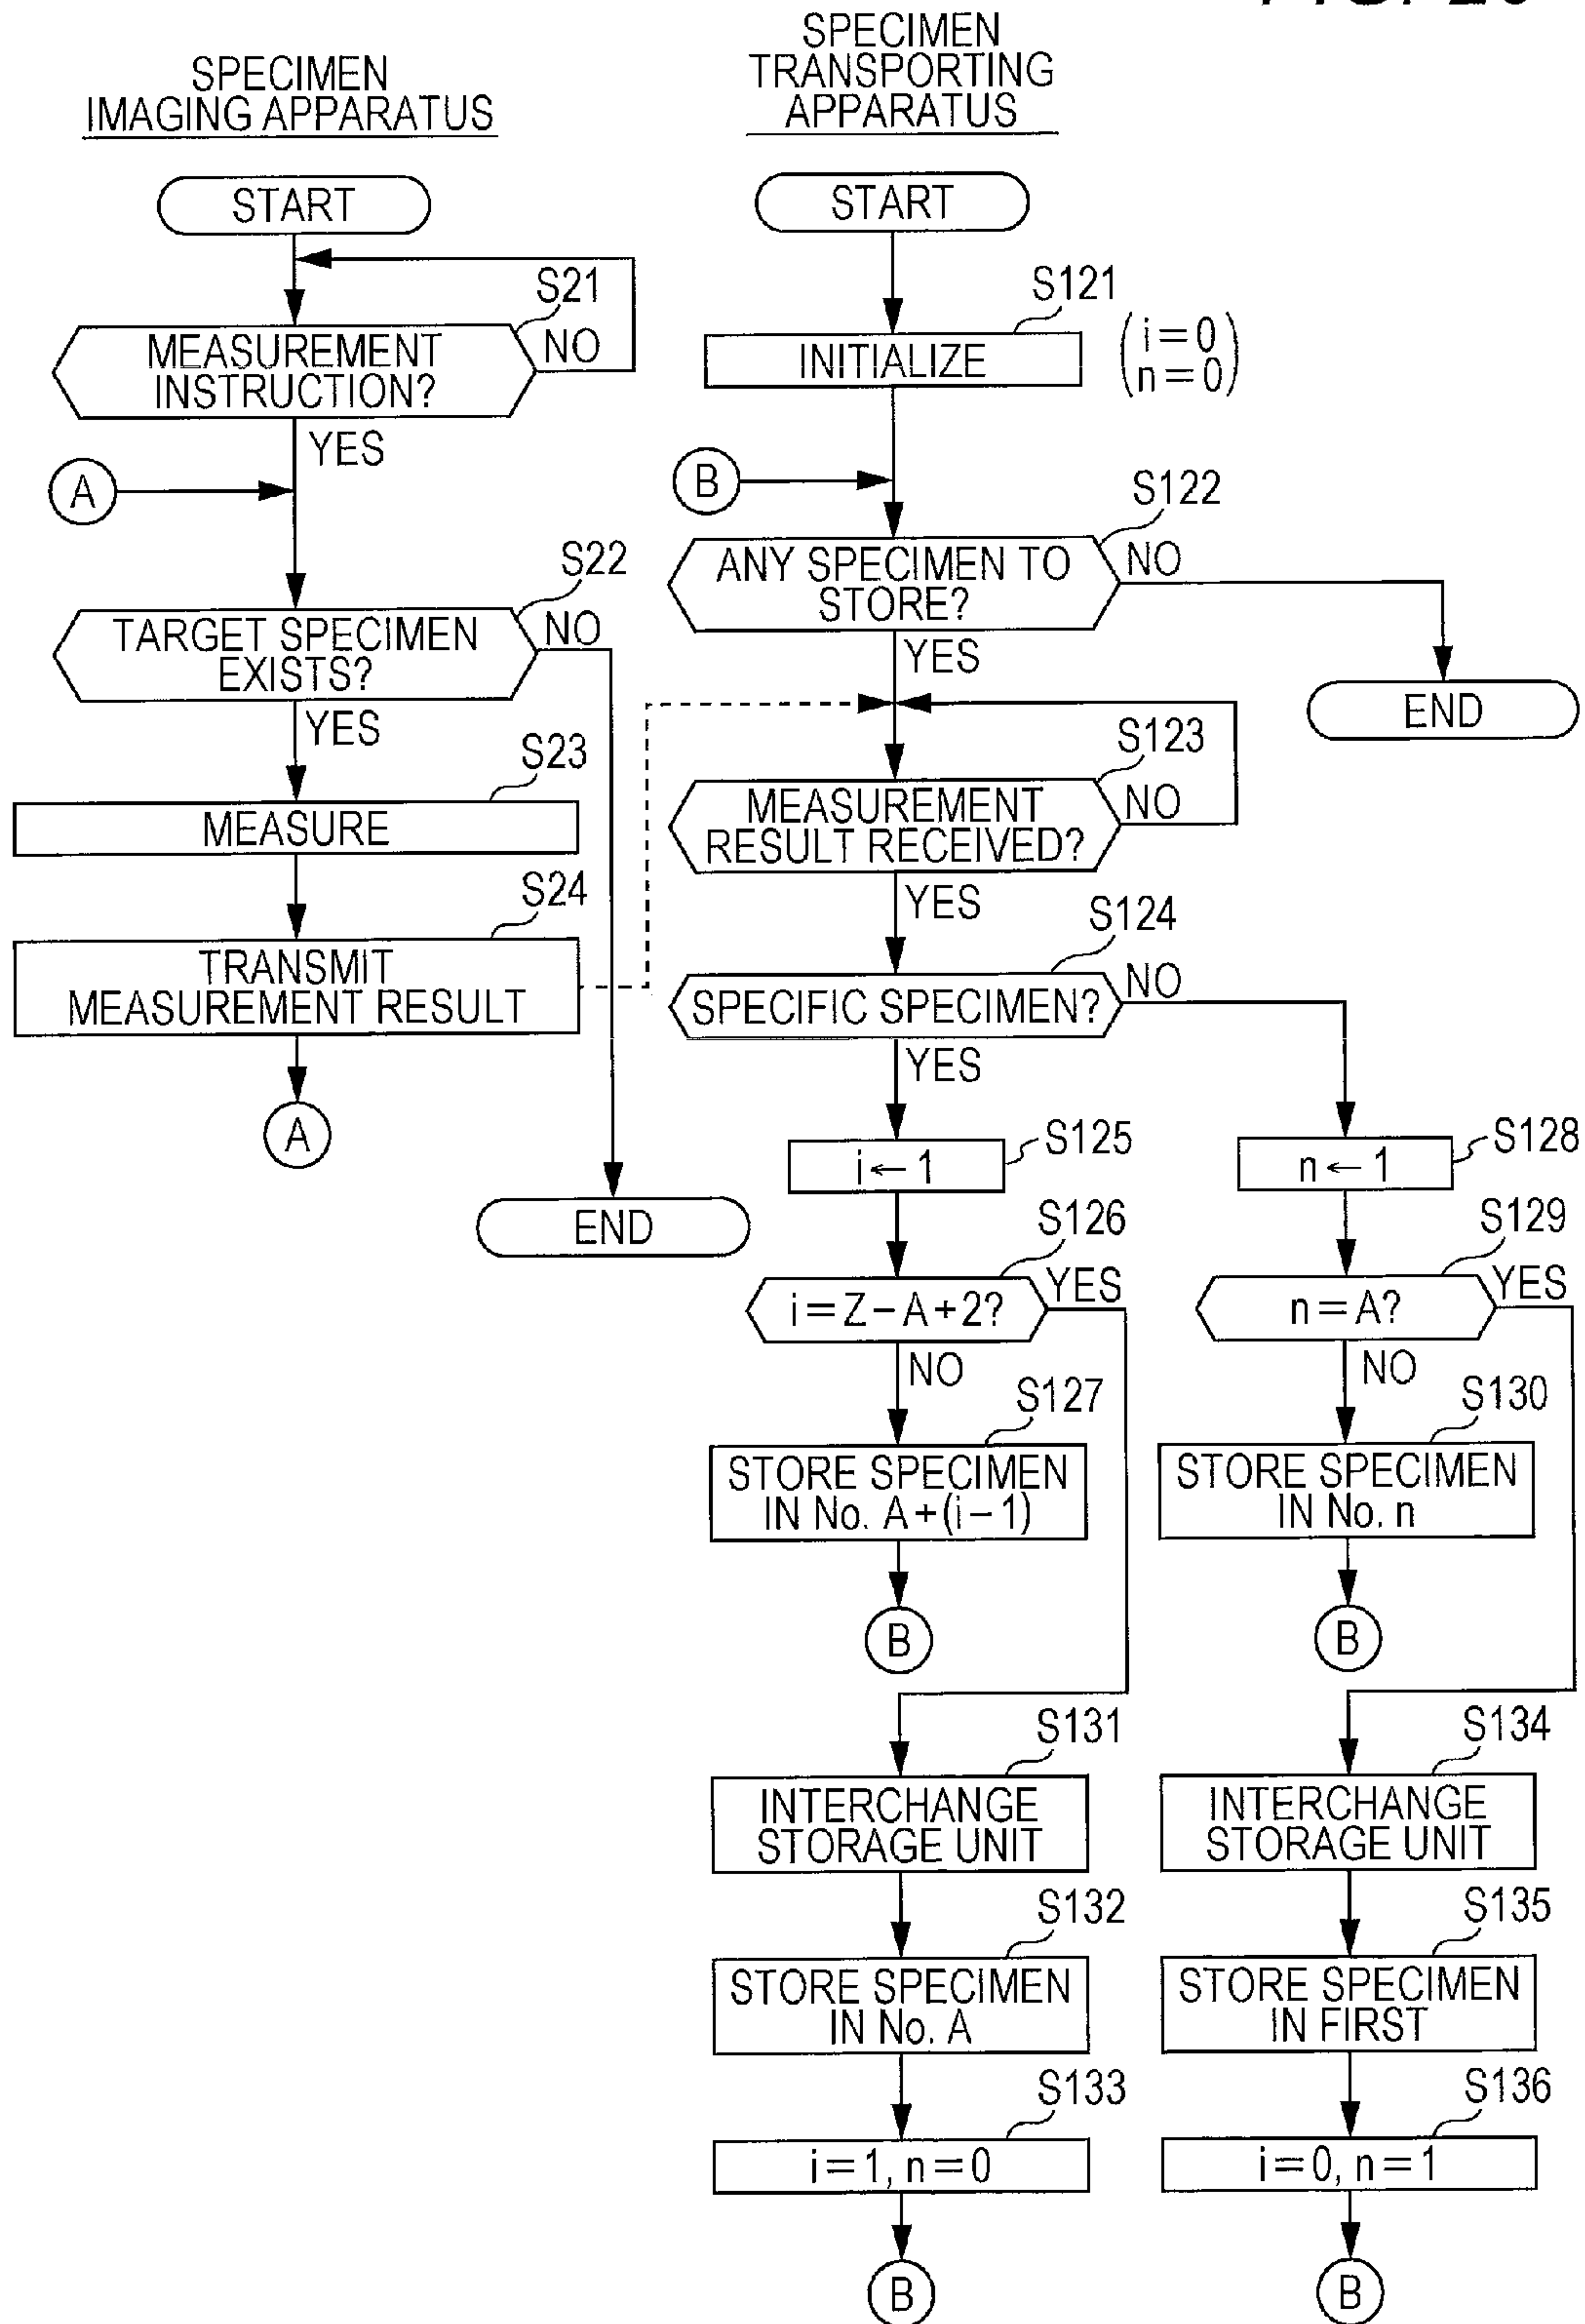 SPECIMEN
IMAGING APPARATUS
START
S21
MEASUREMENT
INSTRUCTION?
NO
YES
A
S22
TARGET SPECIMEN
EXISTS?
NO
YES
S23
MEASURE
S24
TRANSMIT
MEASUREMENT RESULT
A
END
SPECIMEN
TRANSPORTING
APPARATUS
START
S121
INITIALIZE
i=0
n=0
B
S122
ANY SPECIMEN TO
STORE?
NO
YES
END
S123
MEASUREMENT
RESULT RECEIVED?
NO
YES
S124
SPECIFIC SPECIMEN?
NO
YES
S125
i←1
S126
i=Z-A+2?
YES
NO
S127
STORE SPECIMEN
IN No. A+(i-1)
B
S128
n←1
S129
n=A?
YES
NO
S130
STORE SPECIMEN
IN No. n
B
S131
INTERCHANGE
STORAGE UNIT
S132
STORE SPECIMEN
IN No. A
S133
i=1, n=0
B
S134
INTERCHANGE
STORAGE UNIT
S135
STORE SPECIMEN
IN FIRST
S136
i=0, n=1
B